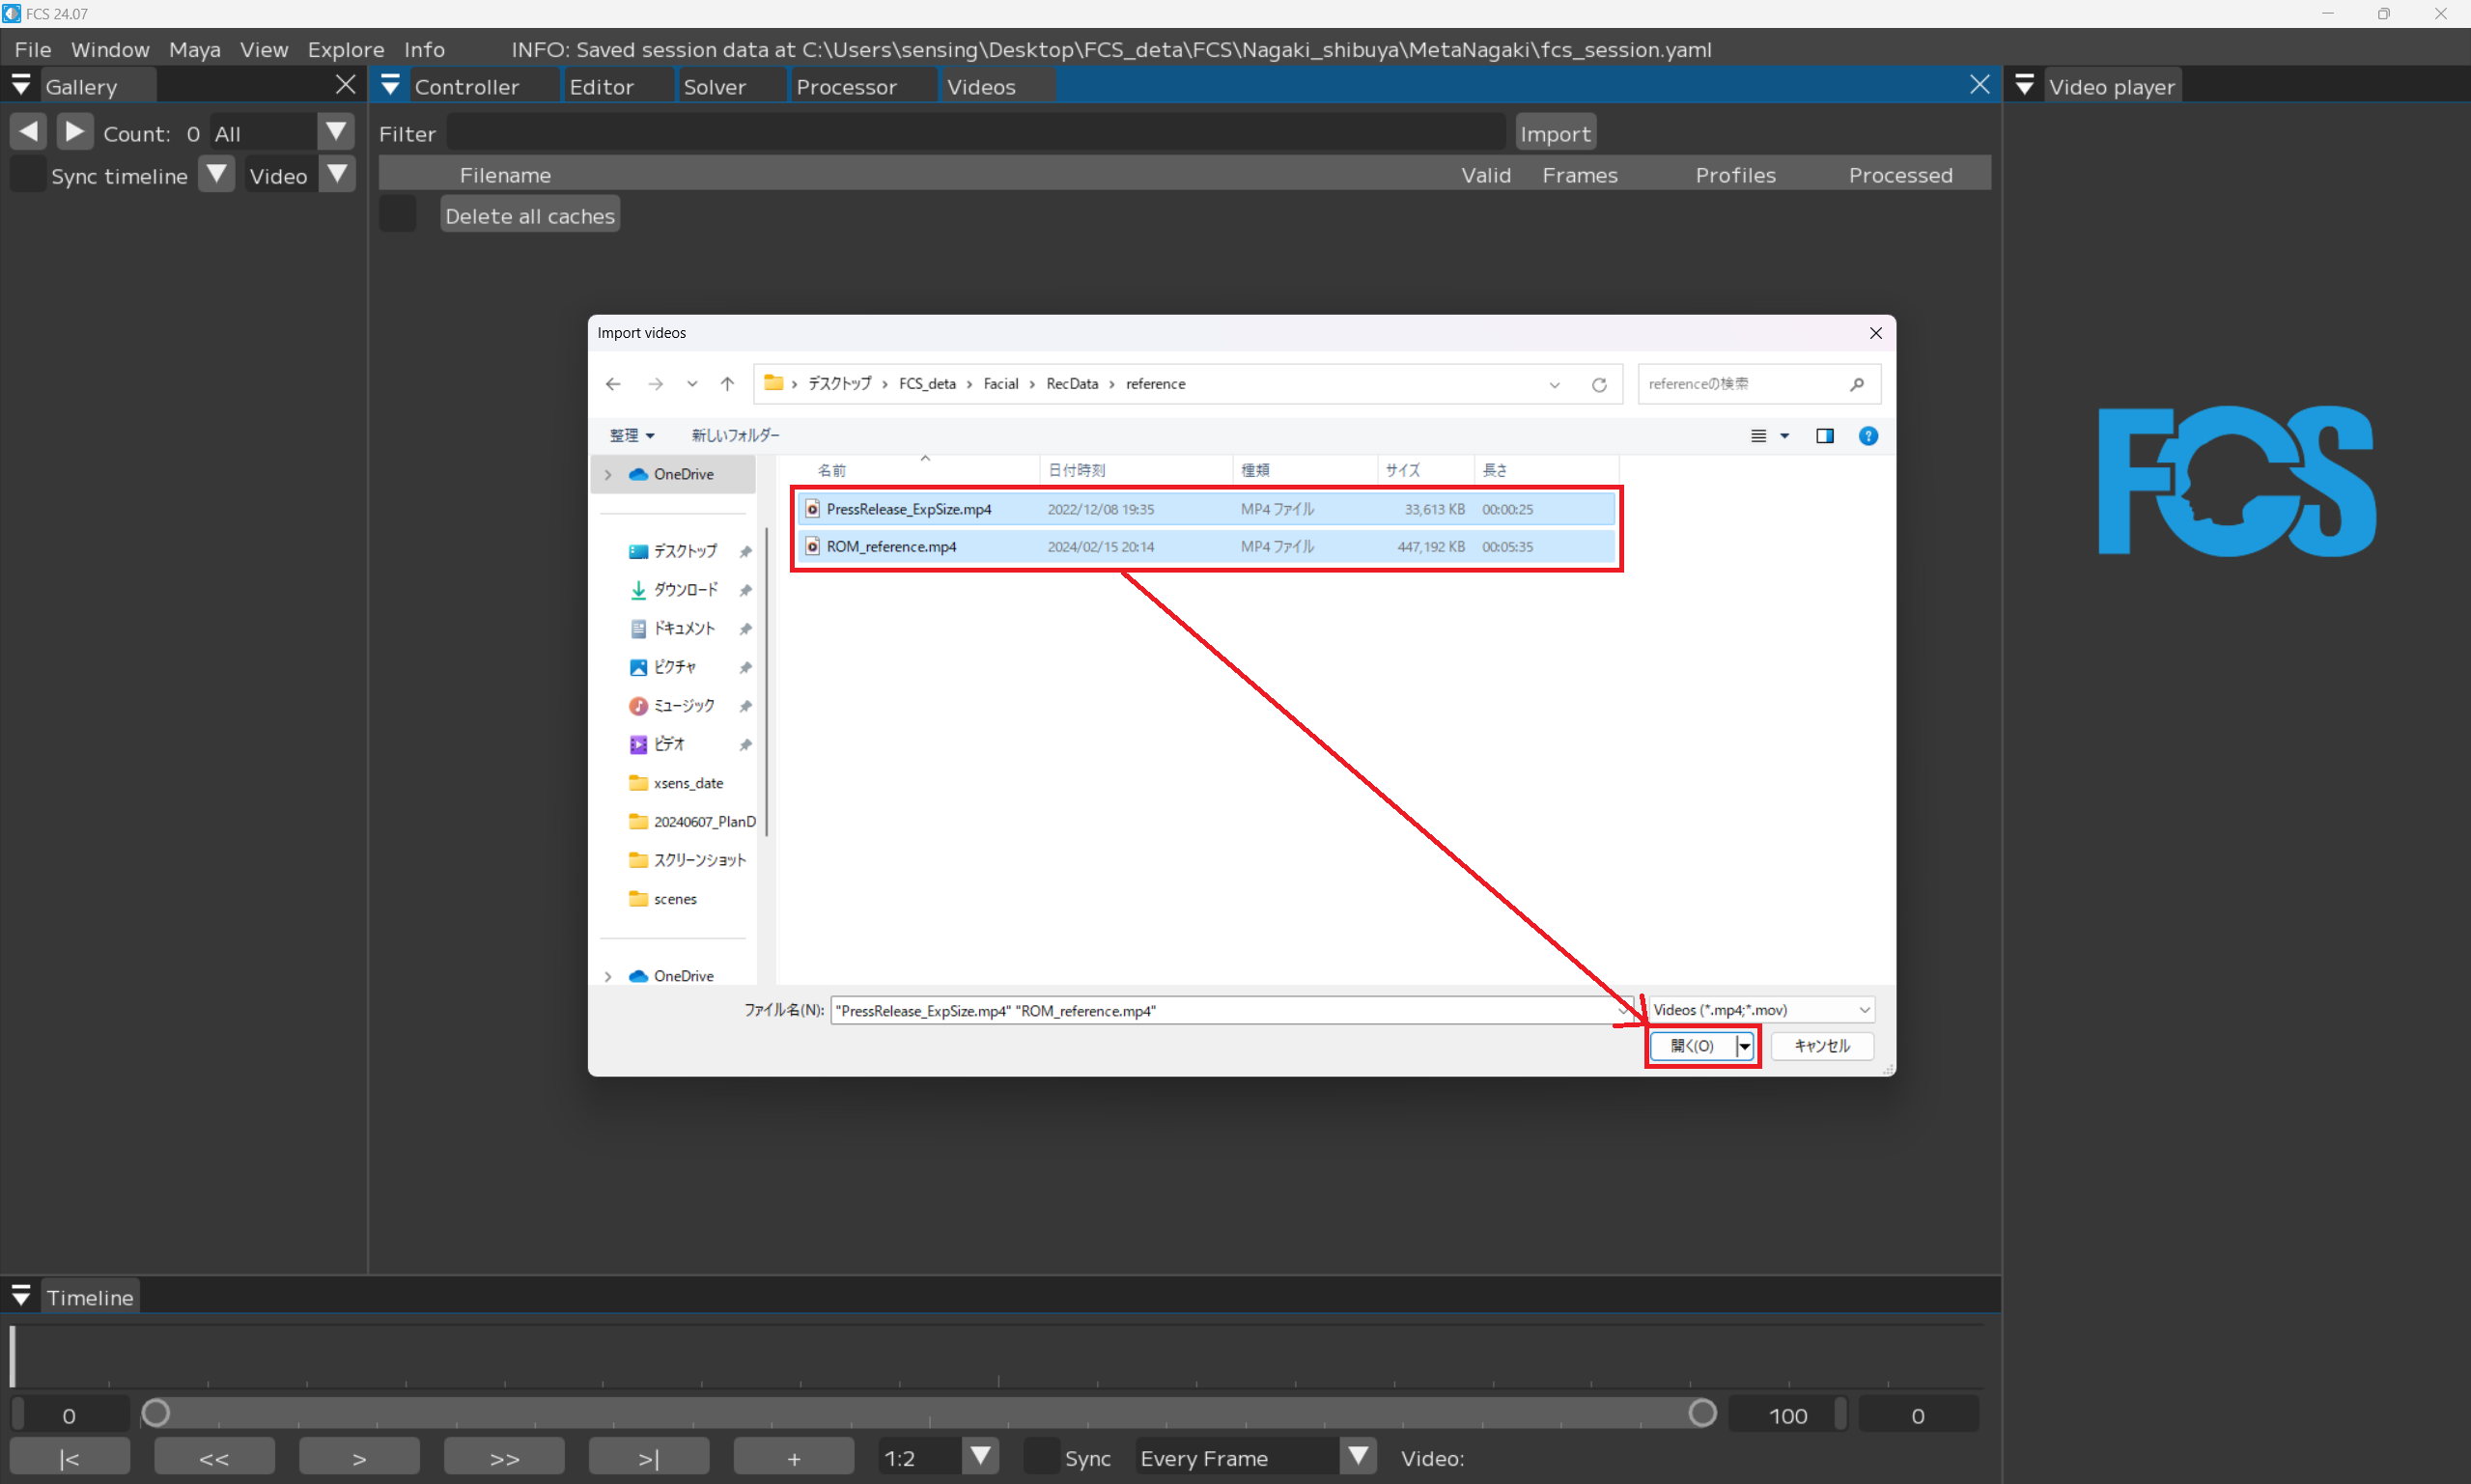 FCS 24.07
File Window Maya View Explore Info INFO: Saved session data at C:\Users\sensing\Desktop\FCS_deta\FCS\Nagaki_shibuya\MetaNagaki\fcs_session.yaml
Gallery
Controller Editor Solver Processor Videos
Video player
Count: 0 All
Sync timeline Video
Filter Import
Filename Valid Frames Profiles Processed
Delete all caches
Import videos
デスクトップ › FCS_deta › Facial › RecData › reference
referenceの検索
整理 新しいフォルダー
名前 日付時刻 種類 サイズ 長さ
PressRelease_ExpSize.mp4 2022/12/08 19:35 MP4 ファイル 33,613 KB 00:00:25
ROM_reference.mp4 2024/02/15 20:14 MP4 ファイル 447,192 KB 00:05:35
OneDrive
デスクトップ
ダウンロード
ドキュメント
ピクチャ
ミュージック
ビデオ
xsens_date
20240607_PlanD
スクリーンショット
scenes
OneDrive
ファイル名(N): "PressRelease_ExpSize.mp4" "ROM_reference.mp4" Videos (*.mp4;*.mov)
開く(O) キャンセル
FCS
Timeline
0 100 0
|< << > >> >| + 1:2 Sync Every Frame Video: